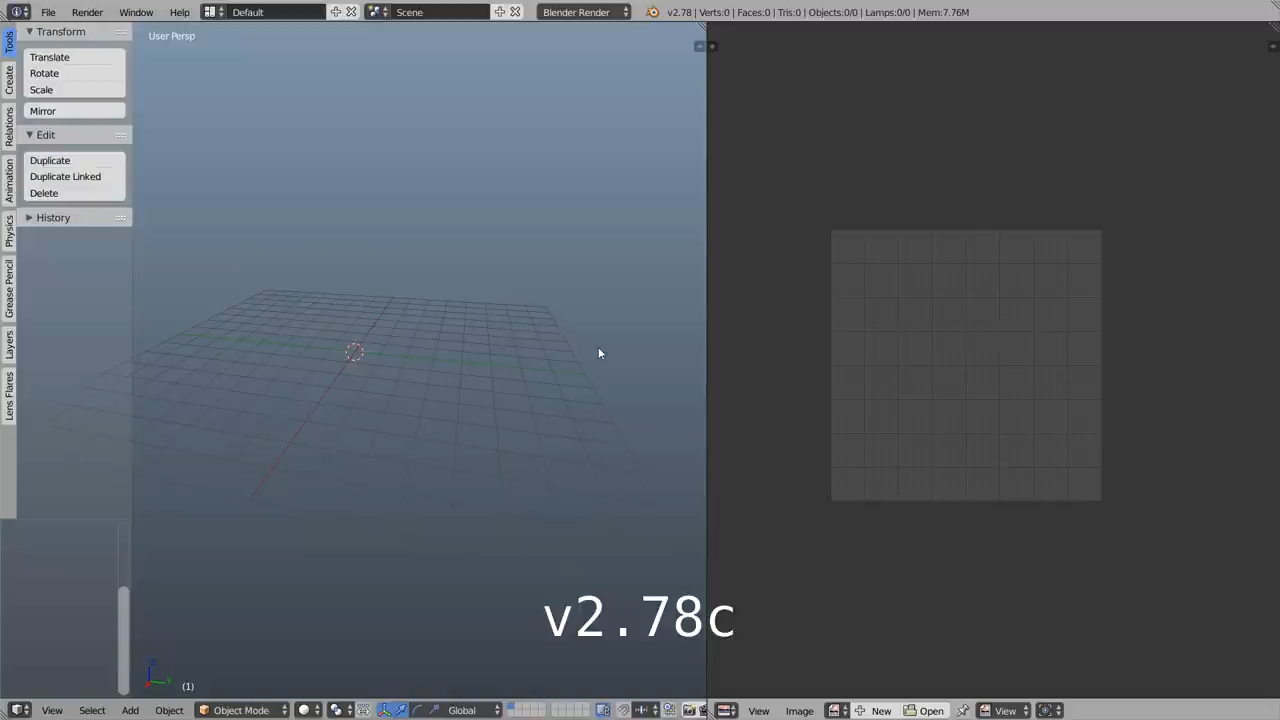 File Render Window Help Default Scene Blender Render v2.78 | Verts:0 | Faces:0 | Tris:0 | Objects:0/0 | Lamps:0/0 | Mem:7.76M
Tools
Create
Relations
Animation
Physics
Grease Pencil
Layers
Lens Flares
Transform
Translate
Rotate
Scale
Mirror
Edit
Duplicate
Duplicate Linked
Delete
History
User Persp
v2.78c
(1)
View Select Add Object Object Mode Global
View Image New Open View